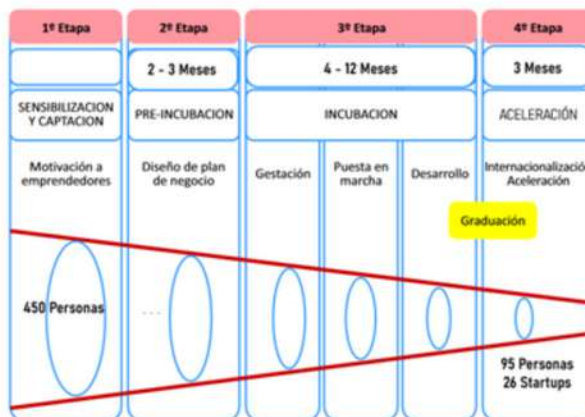 1º Etapa
2º Etapa
3º Etapa
4º Etapa
2 - 3 Meses
4 - 12 Meses
3 Meses
SENSIBILIZACION
Y CAPTACION
PRE-INCUBACION
INCUBACION
ACELERACIÓN
Motivación a
emprendedores
Diseño de plan
de negocio
Gestación
Puesta en
marcha
Desarrollo
Internacionalizació
Aceleración
Graduación
450 Personas
...
95 Personas
26 Startups